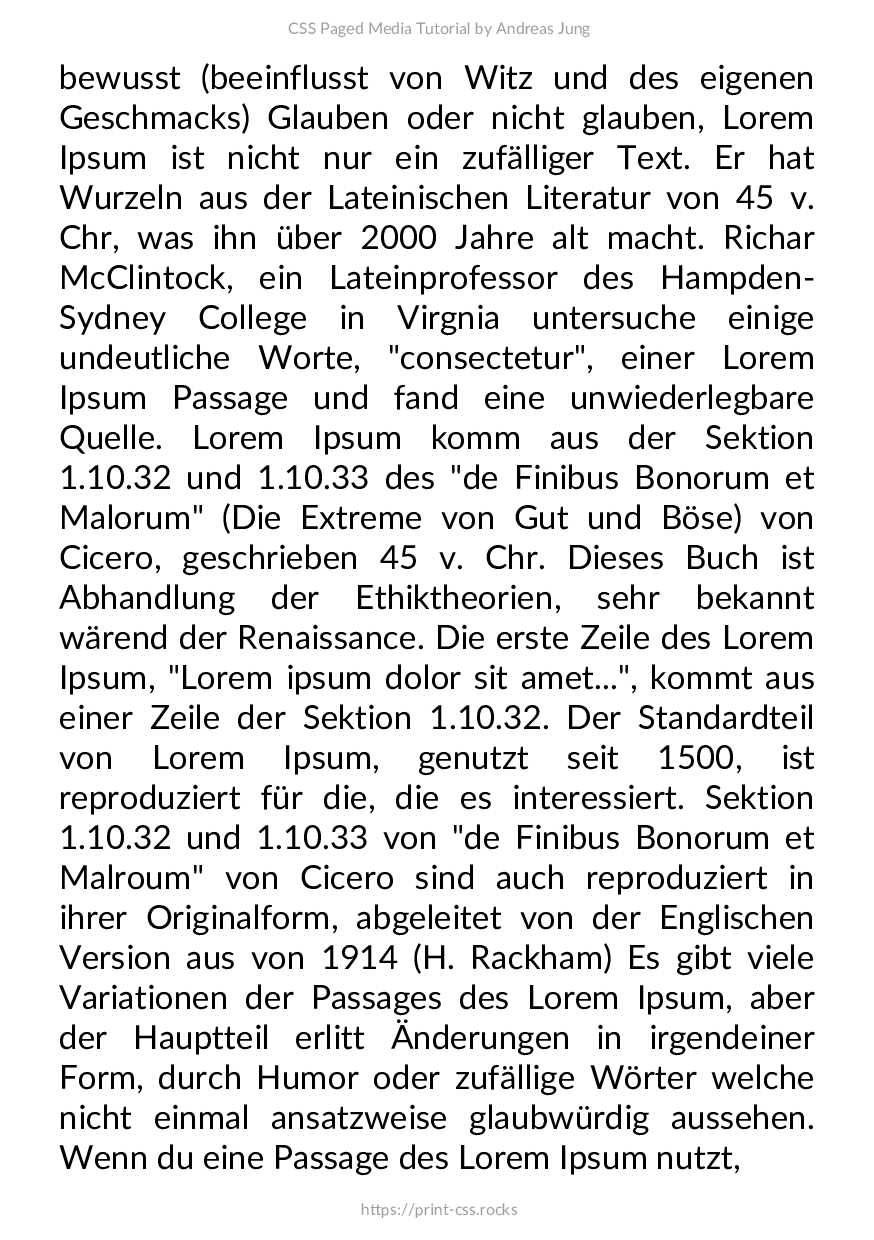 CSS Paged Media Tutorial by Andreas Jung
bewusst (beeinflusst von Witz und des eigenen
Geschmacks) Glauben oder nicht glauben, Lorem
Ipsum ist nicht nur ein zufälliger Text. Er hat
Wurzeln aus der Lateinischen Literatur von 45 v.
Chr, was ihn über 2000 Jahre alt macht. Richar
McClintock, ein Lateinprofessor des Hampden-
Sydney College in Virgnia untersuche einige
undeutliche Worte, "consectetur", einer Lorem
Ipsum Passage und fand eine unwiederlegbare
Quelle. Lorem Ipsum komm aus der Sektion
1.10.32 und 1.10.33 des "de Finibus Bonorum et
Malorum" (Die Extreme von Gut und Böse) von
Cicero, geschrieben 45 v. Chr. Dieses Buch ist
Abhandlung der Ethiktheorien, sehr bekannt
wärend der Renaissance. Die erste Zeile des Lorem
Ipsum, "Lorem ipsum dolor sit amet...", kommt aus
einer Zeile der Sektion 1.10.32. Der Standardteil
von Lorem Ipsum, genutzt seit 1500, ist
reproduziert für die, die es interessiert. Sektion
1.10.32 und 1.10.33 von "de Finibus Bonorum et
Malroum" von Cicero sind auch reproduziert in
ihrer Originalform, abgeleitet von der Englischen
Version aus von 1914 (H. Rackham) Es gibt viele
Variationen der Passages des Lorem Ipsum, aber
der Hauptteil erlitt Änderungen in irgendeiner
Form, durch Humor oder zufällige Wörter welche
nicht einmal ansatzweise glaubwürdig aussehen.
Wenn du eine Passage des Lorem Ipsum nutzt,
https://print-css.rocks